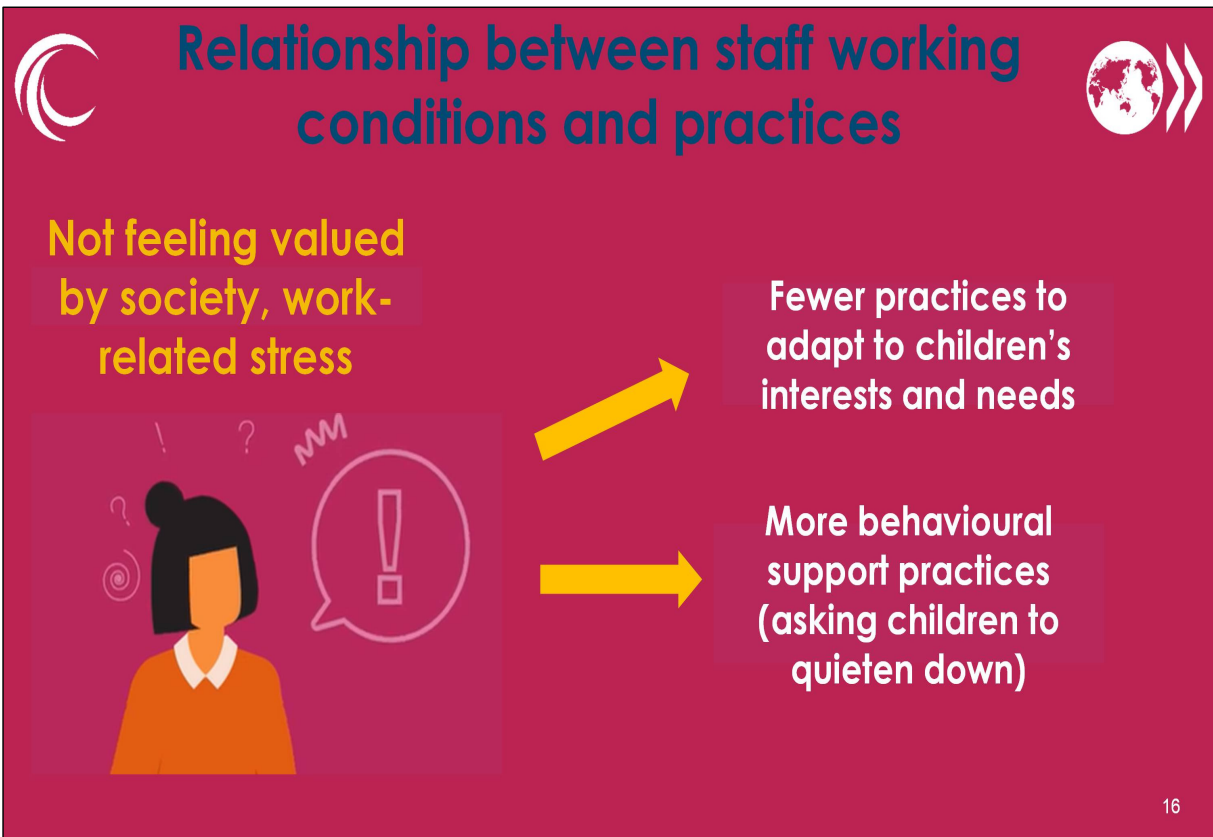 Relationship between staff working
conditions and practices
Not feeling valued
by society, work-
related stress
Fewer practices to
adapt to children's
interests and needs
! ?
?
!
More behavioural
support practices
(asking children to
quieten down)
16